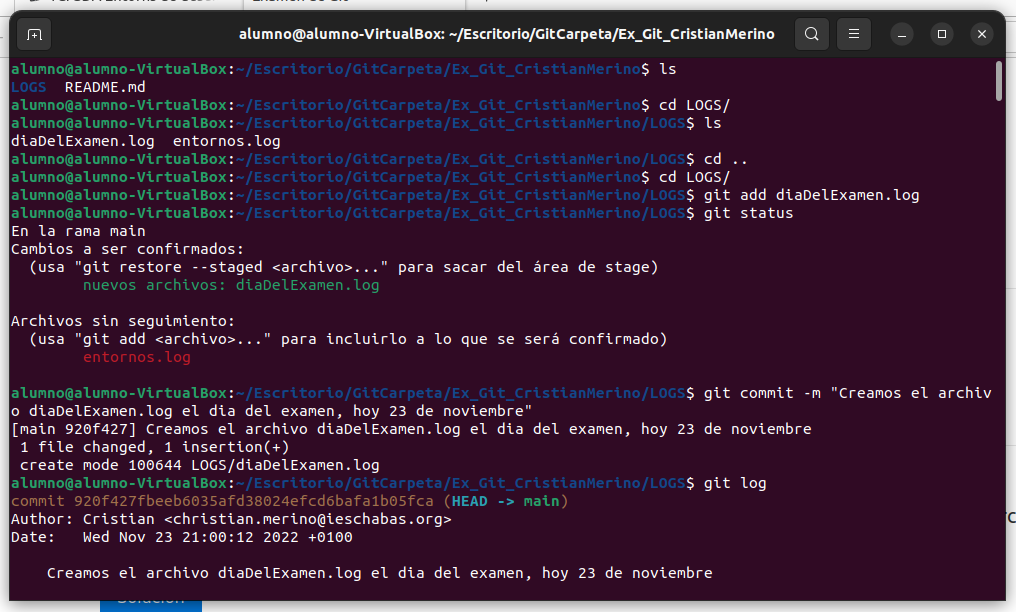 alumno@alumno-VirtualBox: ~/Escritorio/GitCarpeta/Ex_Git_CristianMerino
alumno@alumno-VirtualBox:~/Escritorio/GitCarpeta/Ex_Git_CristianMerino$ ls
LOGS  README.md
alumno@alumno-VirtualBox:~/Escritorio/GitCarpeta/Ex_Git_CristianMerino$ cd LOGS/
alumno@alumno-VirtualBox:~/Escritorio/GitCarpeta/Ex_Git_CristianMerino/LOGS$ ls
diaDelExamen.log  entornos.log
alumno@alumno-VirtualBox:~/Escritorio/GitCarpeta/Ex_Git_CristianMerino/LOGS$ cd ..
alumno@alumno-VirtualBox:~/Escritorio/GitCarpeta/Ex_Git_CristianMerino$ cd LOGS/
alumno@alumno-VirtualBox:~/Escritorio/GitCarpeta/Ex_Git_CristianMerino/LOGS$ git add diaDelExamen.log
alumno@alumno-VirtualBox:~/Escritorio/GitCarpeta/Ex_Git_CristianMerino/LOGS$ git status
En la rama main
Cambios a ser confirmados:
  (usa "git restore --staged <archivo>..." para sacar del área de stage)
        nuevos archivos: diaDelExamen.log
Archivos sin seguimiento:
  (usa "git add <archivo>..." para incluirlo a lo que se será confirmado)
        entornos.log
alumno@alumno-VirtualBox:~/Escritorio/GitCarpeta/Ex_Git_CristianMerino/LOGS$ git commit -m "Creamos el archiv
o diaDelExamen.log el dia del examen, hoy 23 de noviembre"
[main 920f427] Creamos el archivo diaDelExamen.log el dia del examen, hoy 23 de noviembre
 1 file changed, 1 insertion(+)
 create mode 100644 LOGS/diaDelExamen.log
alumno@alumno-VirtualBox:~/Escritorio/GitCarpeta/Ex_Git_CristianMerino/LOGS$ git log
commit 920f427fbeeb6035afd38024efcd6bafa1b05fca (HEAD -> main)
Author: Cristian <christian.merino@ieschabas.org>
Date:   Wed Nov 23 21:00:12 2022 +0100
    Creamos el archivo diaDelExamen.log el dia del examen, hoy 23 de noviembre